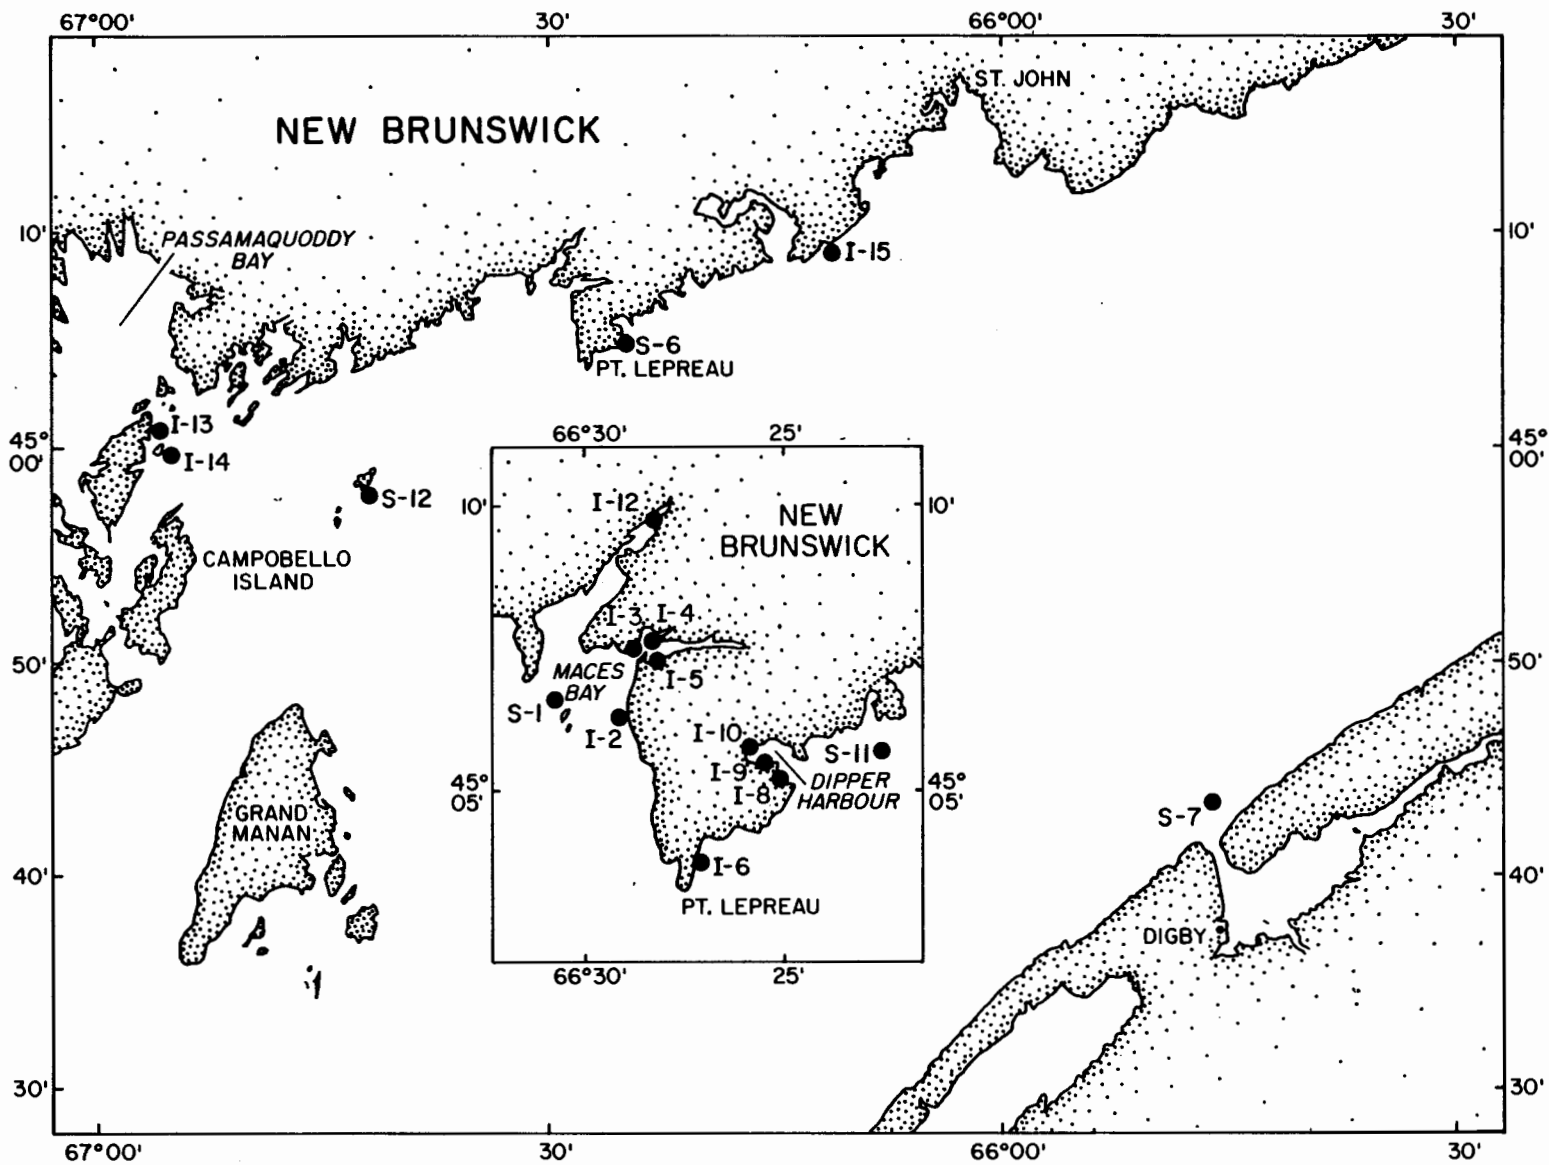 67°00'
30'
66°00'
30'
ST. JOHN
NEW BRUNSWICK
10'
PASSAMAQUODDY
BAY
10'
I-15
S-6
PT. LEPREAU
I-13
45°
00'
I-14
45°
00'
S-12
CAMPOBELLO
ISLAND
66°30'
25'
10'
I-12
10'
NEW
BRUNSWICK
I-3
I-4
MACES
BAY
I-5
S-1
I-2
I-10
S-11
I-9
DIPPER
HARBOUR
I-8
45°
05'
45°
05'
I-6
PT. LEPREAU
66°30'
25'
50'
50'
GRAND
MANAN
S-7
40'
40'
DIGBY
30'
30'
67°00'
30'
66°00'
30'